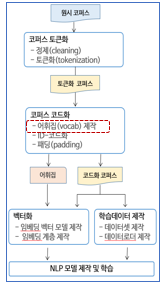 원시 코퍼스
코퍼스 토큰화
- 정제(cleaning)
- 토큰화(tokenization)
토큰화 코퍼스
코퍼스 코드화
- 어휘집(vocab) 제작
- ID-코드화
- 패딩(padding)
어휘집
코드화 코퍼스
벡터화
- 임베딩 벡터 모델 제작
- 임베딩 계층 제작
학습데이터 제작
- 데이터셋 제작
- 데이터로더 제작
NLP 모델 제작 및 학습